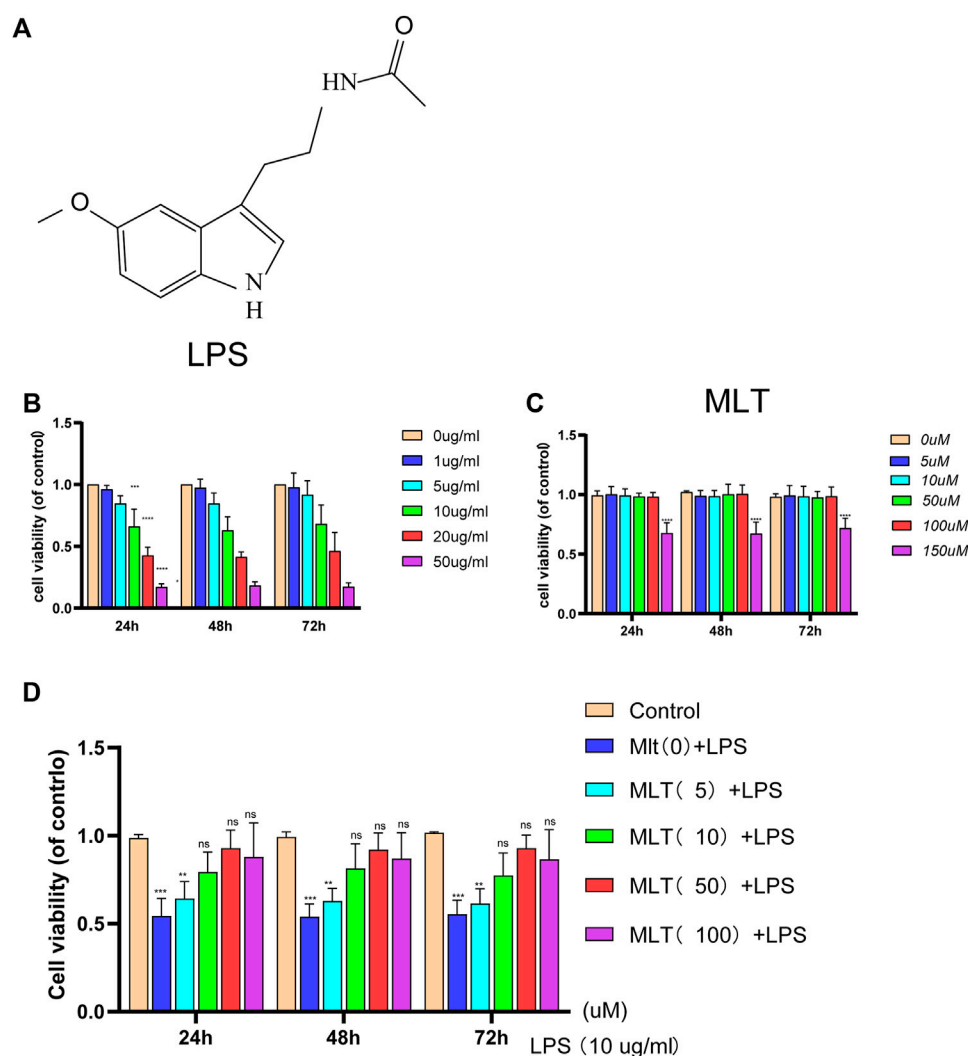 A
O
HN
O
N
H
LPS
B
cell viability (of control)
1.5
1.0
0.5
0.0
***
****
****
*
24h
48h
72h
0ug/ml
1ug/ml
5ug/ml
10ug/ml
20ug/ml
50ug/ml
C
MLT
cell viability (of control)
1.5
1.0
0.5
0.0
****
****
****
24h
48h
72h
0uM
5uM
10uM
50uM
100uM
150uM
D
Cell viability (of contrlo)
1.5
1.0
0.5
0.0
***
**
ns
ns
ns
***
**
ns
ns
ns
***
**
ns
ns
ns
24h
48h
72h
(uM)
LPS (10 ug/ml)
Control
Mlt(0)+LPS
MLT( 5) +LPS
MLT( 10) +LPS
MLT( 50) +LPS
MLT( 100) +LPS